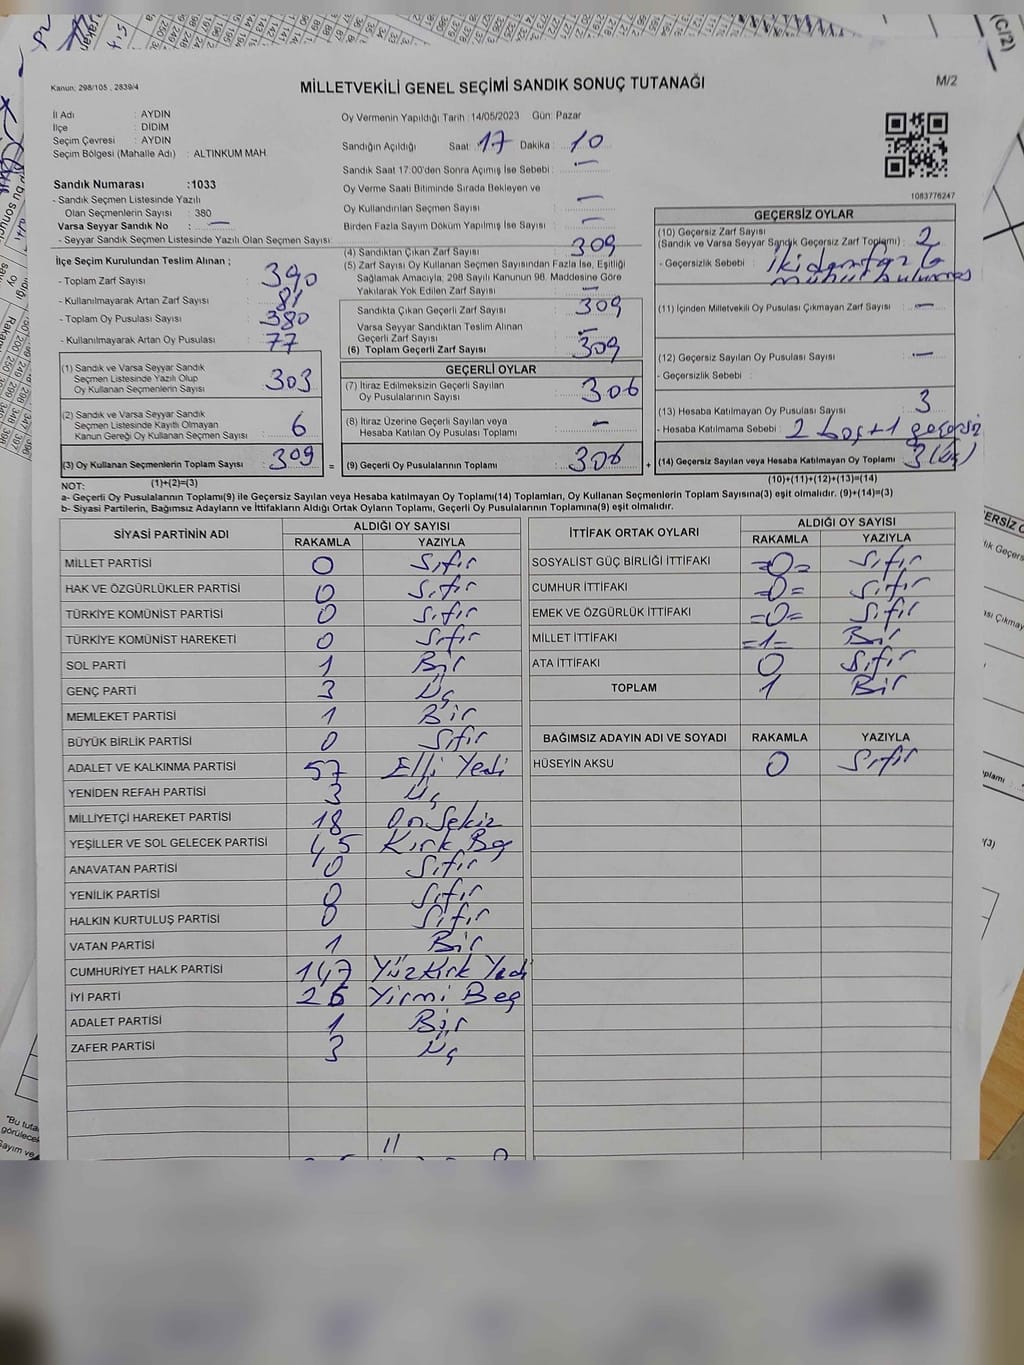 Kanun: 298/105 , 2839/4
MİLLETVEKİLİ GENEL SEÇİMİ SANDIK SONUÇ TUTANAĞI
M/2
(C/2)
İl Adı : AYDIN
İlçe : DİDİM
Seçim Çevresi : AYDIN
Seçim Bölgesi (Mahalle Adı) : ALTINKUM MAH.
Sandık Numarası :1033
- Sandık Seçmen Listesinde Yazılı
Olan Seçmenlerin Sayısı : 380
Varsa Seyyar Sandık No : —
- Seyyar Sandık Seçmen Listesinde Yazılı Olan Seçmen Sayısı:
Oy Vermenin Yapıldığı Tarih : 14/05/2023 Gün: Pazar
Sandığın Açıldığı Saat: 17 Dakika : 10
Sandık Saat 17:00'den Sonra Açımış İse Sebebi : —
Oy Verme Saati Bitiminde Sırada Bekleyen ve
Oy Kullandırılan Seçmen Sayısı : —
Birden Fazla Sayım Döküm Yapılmış İse Sayısı : —
1083776247
İlçe Seçim Kurulundan Teslim Alınan ;
- Toplam Zarf Sayısı : 390
- Kullanılmayarak Artan Zarf Sayısı : 81
- Toplam Oy Pusulası Sayısı : 380
- Kullanılmayarak Artan Oy Pusulası : 77
(1) Sandık ve Varsa Seyyar Sandık
Seçmen Listesinde Yazılı Olup
Oy Kullanan Seçmenlerin Sayısı : 303
(2) Sandık ve Varsa Seyyar Sandık
Seçmen Listesinde Kayıtlı Olmayan
Kanun Gereği Oy Kullanan Seçmen Sayısı : 6
(3) Oy Kullanan Seçmenlerin Toplam Sayısı : 309 =
(4) Sandıktan Çıkan Zarf Sayısı : 309
(5) Zarf Sayısı Oy Kullanan Seçmen Sayısından Fazla İse, Eşitliği
Sağlamak Amacıyla; 298 Sayılı Kanunun 98. Maddesine Göre
Yakılarak Yok Edilen Zarf Sayısı : —
Sandıkta Çıkan Geçerli Zarf Sayısı : 309
Varsa Seyyar Sandıktan Teslim Alınan
Geçerli Zarf Sayısı : —
(6) Toplam Geçerli Zarf Sayısı : 309
GEÇERLİ OYLAR
(7) İtiraz Edilmeksizin Geçerli Sayılan
Oy Pusulalarının Sayısı : 306
(8) İtiraz Üzerine Geçerli Sayılan veya
Hesaba Katılan Oy Pusulası Toplamı : —
(9) Geçerli Oy Pusulalarının Toplamı : 306 +
GEÇERSİZ OYLAR
(10) Geçersiz Zarf Sayısı
(Sandık ve Varsa Seyyar Sandık Geçersiz Zarf Toplamı) : 2
- Geçersizlik Sebebi : İkiden fazla
mühür bulunması
(11) İçinden Milletvekili Oy Pusulası Çıkmayan Zarf Sayısı : —
(12) Geçersiz Sayılan Oy Pusulası Sayısı : —
- Geçersizlik Sebebi :
(13) Hesaba Katılmayan Oy Pusulası Sayısı : 3
- Hesaba Katılmama Sebebi : 2 boş + 1 geçersiz
(14) Geçersiz Sayılan veya Hesaba Katılmayan Oy Toplamı : 3 (üç)
(1)+(2)=(3)
(10)+(11)+(12)+(13)=(14)
NOT:
a- Geçerli Oy Pusulalarının Toplamı(9) ile Geçersiz Sayılan veya Hesaba katılmayan Oy Toplamı(14) Toplamları, Oy Kullanan Seçmenlerin Toplam Sayısına(3) eşit olmalıdır. (9)+(14)=(3)
b- Siyasi Partilerin, Bağımsız Adayların ve İttifakların Aldığı Ortak Oyların Toplamı, Geçerli Oy Pusulalarının Toplamına(9) eşit olmalıdır.
SİYASİ PARTİNİN ADI ALDIĞI OY SAYISI
RAKAMLA YAZIYLA
MİLLET PARTİSİ 0 Sıfır
HAK VE ÖZGÜRLÜKLER PARTİSİ 0 Sıfır
TÜRKİYE KOMÜNİST PARTİSİ 0 Sıfır
TÜRKİYE KOMÜNİST HAREKETİ 0 Sıfır
SOL PARTİ 1 Bir
GENÇ PARTİ 3 Üç
MEMLEKET PARTİSİ 1 Bir
BÜYÜK BİRLİK PARTİSİ 0 Sıfır
ADALET VE KALKINMA PARTİSİ 57 Elli Yedi
YENİDEN REFAH PARTİSİ 3 Üç
MİLLİYETÇİ HAREKET PARTİSİ 18 On Sekiz
YEŞİLLER VE SOL GELECEK PARTİSİ 45 Kırk Beş
ANAVATAN PARTİSİ 0 Sıfır
YENİLİK PARTİSİ 0 Sıfır
HALKIN KURTULUŞ PARTİSİ 0 Sıfır
VATAN PARTİSİ 1 Bir
CUMHURİYET HALK PARTİSİ 147 Yüz Kırk Yedi
İYİ PARTİ 25 Yirmi Beş
ADALET PARTİSİ 1 Bir
ZAFER PARTİSİ 3 Üç
İTTİFAK ORTAK OYLARI ALDIĞI OY SAYISI
RAKAMLA YAZIYLA
SOSYALİST GÜÇ BİRLİĞİ İTTİFAKI =0= Sıfır
CUMHUR İTTİFAKI =0= Sıfır
EMEK VE ÖZGÜRLÜK İTTİFAKI =0= Sıfır
MİLLET İTTİFAKI =1= Bir
ATA İTTİFAKI 0 Sıfır
TOPLAM 1 Bir
BAĞIMSIZ ADAYIN ADI VE SOYADI RAKAMLA YAZIYLA
HÜSEYİN AKSU 0 Sıfır